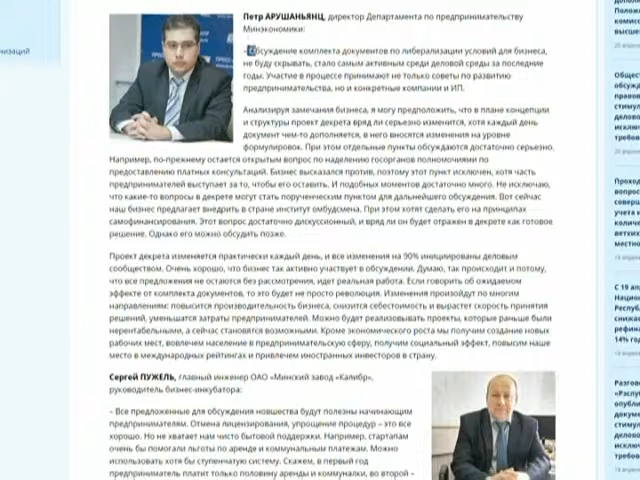 Петр АРУШАНЬЯНЦ, директор Департамента по предпринимательству
Минэкономики:
– Обсуждение комплекта документов по либерализации условий для бизнеса,
не буду скрывать, стало самым активным среди деловой среды за последние
годы. Участие в процессе принимают не только советы по развитию
предпринимательства, но и конкретные компании и ИП.
Анализируя замечания бизнеса, я могу предположить, что в плане концепции
и структуры проект декрета вряд ли серьезно изменится, хотя каждый день
документ чем-то дополняется, в него вносятся изменения на уровне
формулировок. При этом отдельные пункты обсуждаются достаточно серьезно.
Например, по-прежнему остается открытым вопрос по наделению госорганов полномочиями по
предоставлению платных консультаций. Бизнес высказался против, поэтому этот пункт исключен, хотя часть
предпринимателей выступает за то, чтобы его оставить. И подобных моментов достаточно много. Не исключаю,
что какие-то вопросы в декрете могут стать порученческим пунктом для дальнейшего обсуждения. Вот сейчас
наш бизнес предлагает внедрить в стране институт омбудсмена. При этом хотят сделать его на принципах
самофинансирования. Этот вопрос достаточно дискуссионный, и вряд ли он будет отражен в декрете как готовое
решение. Однако его можно обсудить позже.
Проект декрета изменяется практически каждый день, и все изменения на 90% инициированы деловым
сообществом. Очень хорошо, что бизнес так активно участвует в обсуждении. Думаю, так происходит и потому,
что все предложения не остаются без рассмотрения, идет реальная работа. Если говорить об ожидаемом
эффекте от комплекта документов, то это будет не просто революция. Изменения произойдут по многим
направлениям: повысится производительность бизнеса, снизится себестоимость и вырастет скорость принятия
решений, уменьшатся затраты предпринимателей. Можно будет реализовывать проекты, которые раньше были
нерентабельными, а сейчас становятся возможными. Кроме экономического роста мы получим создание новых
рабочих мест, вовлечем население в предпринимательскую сферу, получим социальный эффект, повысим наше
место в международных рейтингах и привлечем иностранных инвесторов в страну.
Сергей ПУЖЕЛЬ, главный инженер ОАО «Минский завод «Калибр»,
руководитель бизнес-инкубатора:
– Все предложенные для обсуждения новшества будут полезны начинающим
предпринимателям. Отмена лицензирования, упрощение процедур – это все
хорошо. Но не хватает нам чисто бытовой поддержки. Например, стартапам
очень бы помогали льготы по аренде и коммунальным платежам. Можно
использовать хотя бы ступенчатую систему. Скажем, в первый год
предприниматель платит только половину аренды и коммуналки, во второй –